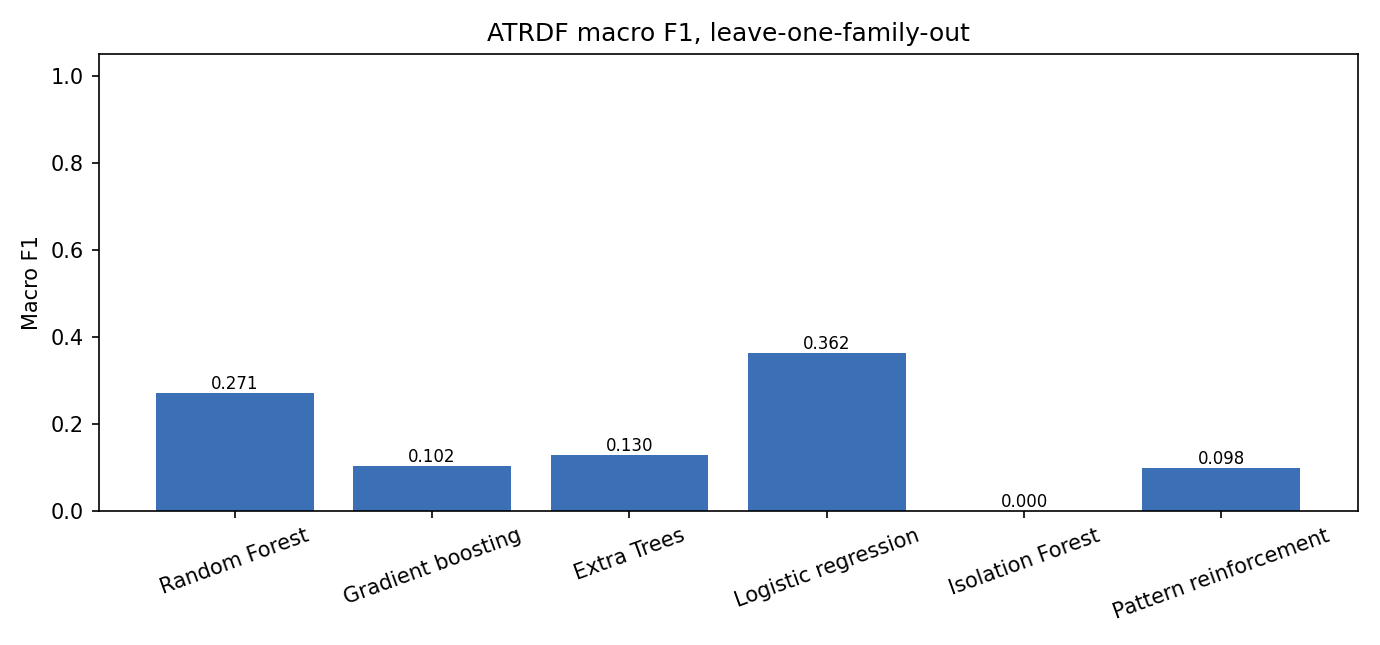 ATRDF macro F1, leave-one-family-out
Macro F1
1.0
0.8
0.6
0.4
0.2
0.0
0.271
0.102
0.130
0.362
0.000
0.098
Random Forest
Gradient boosting
Extra Trees
Logistic regression
Isolation Forest
Pattern reinforcement